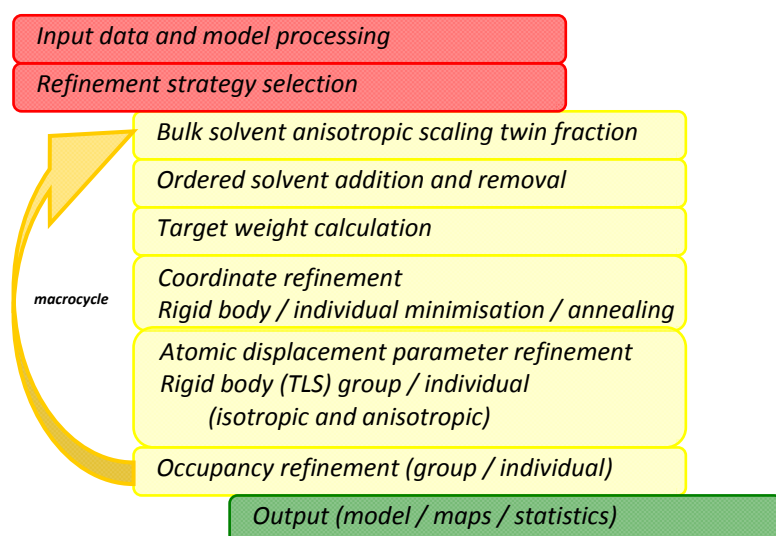 Input data and model processing
Refinement strategy selection
Bulk solvent anisotropic scaling twin fraction
Ordered solvent addition and removal
Target weight calculation
macrocycle
Coordinate refinement
Rigid body / individual minimisation / annealing
Atomic displacement parameter refinement
Rigid body (TLS) group / individual
(isotropic and anisotropic)
Occupancy refinement (group / individual)
Output (model / maps / statistics)